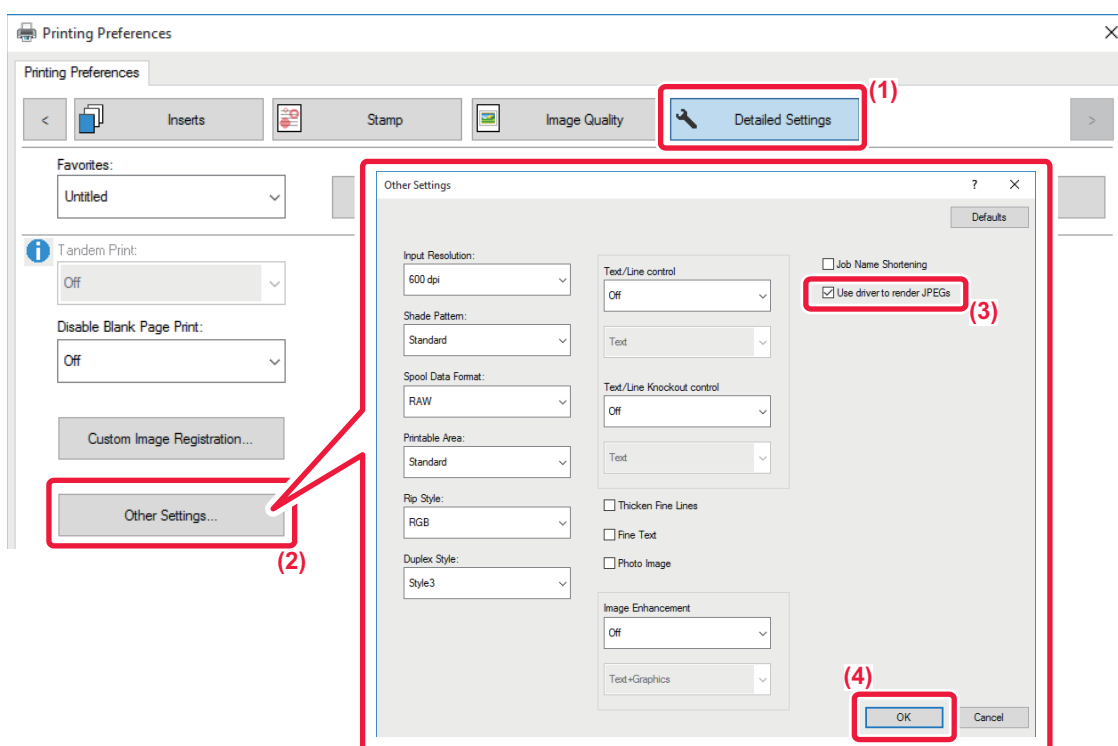 Printing Preferences
Printing Preferences
(1)
< Inserts Stamp Image Quality Detailed Settings >
Favorites:
Untitled
Tandem Print:
Off
Disable Blank Page Print:
Off
Custom Image Registration...
Other Settings...
(2)
Other Settings ?
Defaults
Input Resolution:
600 dpi
Shade Pattern:
Standard
Spool Data Format:
RAW
Printable Area:
Standard
Rip Style:
RGB
Duplex Style:
Style3
Text/Line control
Off
Text
Text/Line Knockout control
Off
Text
Thicken Fine Lines
Fine Text
Photo Image
Image Enhancement
Off
Text+Graphics
Job Name Shortening
Use driver to render JPEGs
(3)
(4)
OK Cancel